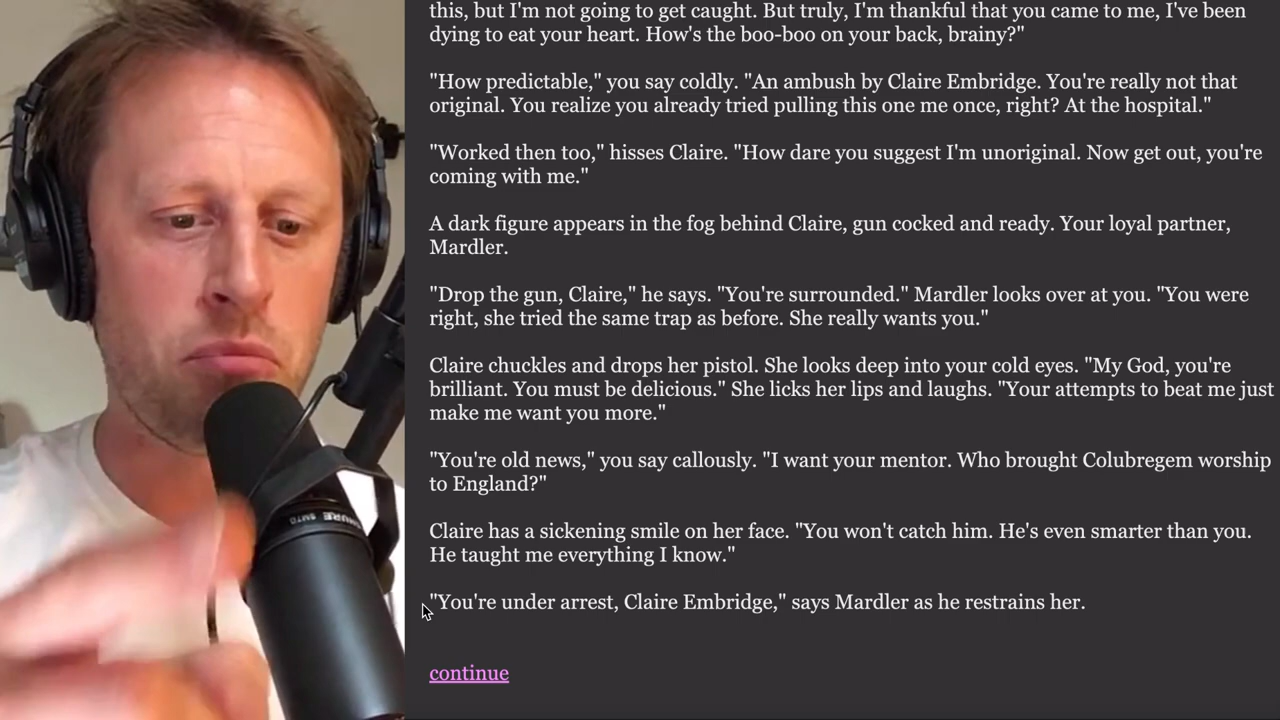 this, but I'm not going to get caught. But truly, I'm thankful that you came to me, I've been
dying to eat your heart. How's the boo-boo on your back, brainy?"
"How predictable," you say coldly. "An ambush by Claire Embridge. You're really not that
original. You realize you already tried pulling this one me once, right? At the hospital."
"Worked then too," hisses Claire. "How dare you suggest I'm unoriginal. Now get out, you're
coming with me."
A dark figure appears in the fog behind Claire, gun cocked and ready. Your loyal partner,
Mardler.
"Drop the gun, Claire," he says. "You're surrounded." Mardler looks over at you. "You were
right, she tried the same trap as before. She really wants you."
Claire chuckles and drops her pistol. She looks deep into your cold eyes. "My God, you're
brilliant. You must be delicious." She licks her lips and laughs. "Your attempts to beat me just
make me want you more."
"You're old news," you say callously. "I want your mentor. Who brought Colubregem worship
to England?"
Claire has a sickening smile on her face. "You won't catch him. He's even smarter than you.
He taught me everything I know."
"You're under arrest, Claire Embridge," says Mardler as he restrains her.
continue
SHURE SM7B